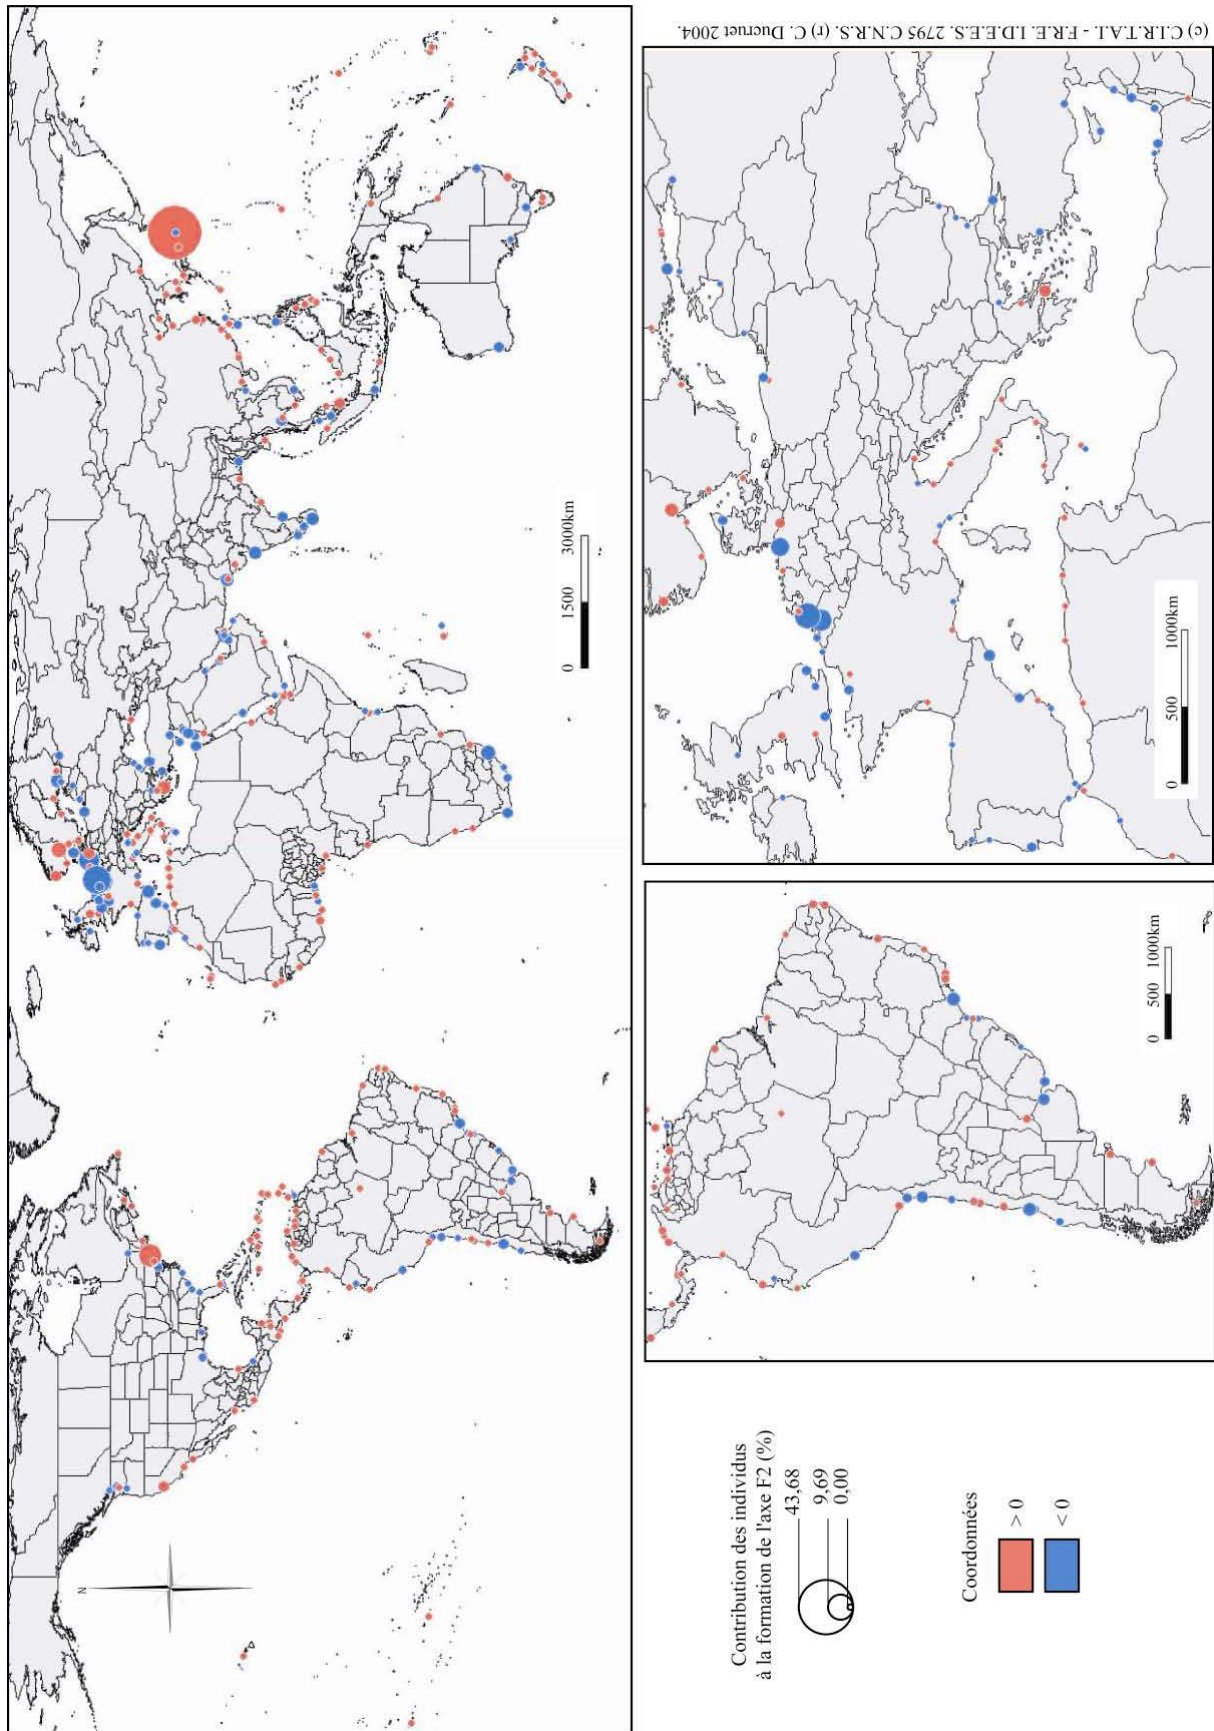 N
0 1500 3000km
0 500 1000km
0 500 1000km
Contribution des individus
à la formation de l'axe F2 (%)
43,68
9,69
0,00
Coordonnées
> 0
< 0
(c) C.I.R.T.A.I. - F.R.E. I.D.E.E.S. 2795 C.N.R.S. (r) C. Ducruet 2004.